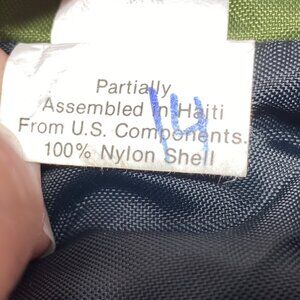 Partially
Assembled in Haiti
From U.S. Components.
100% Nylon Shell
14